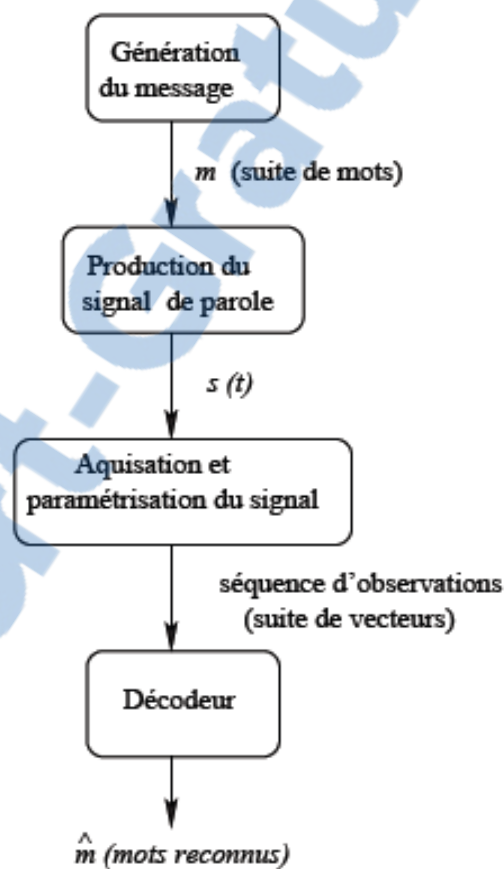 Génération
du message
m (suite de mots)
Production du
signal de parole
s (t)
Aquisation et
paramétrisation du signal
séquence d'observations
(suite de vecteurs)
Décodeur
m̂ (mots reconnus)